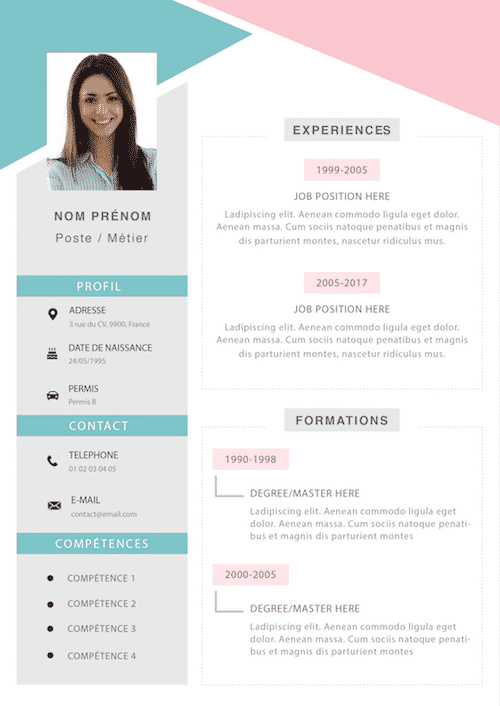 NOM PRÉNOM
Poste / Métier
PROFIL
ADRESSE
3 rue du CV, 9900, France
DATE DE NAISSANCE
24/05/1995
PERMIS
Permis B
CONTACT
TELEPHONE
01 02 03 04 05
E-MAIL
contact@email.com
COMPÉTENCES
COMPÉTENCE 1
COMPÉTENCE 2
COMPÉTENCE 3
COMPÉTENCE 4
EXPERIENCES
1999-2005
JOB POSITION HERE
Ladipiscing elit. Aenean commodo ligula eget dolor.
Aenean massa. Cum sociis natoque penatibus et magnis
dis parturient montes, nascetur ridiculus mus.
2005-2017
JOB POSITION HERE
Ladipiscing elit. Aenean commodo ligula eget dolor.
Aenean massa. Cum sociis natoque penatibus et magnis
dis parturient montes, nascetur ridiculus mus.
FORMATIONS
1990-1998
DEGREE/MASTER HERE
Ladipiscing elit. Aenean commodo ligula eget
dolor. Aenean massa. Cum sociis natoque penati-
bus et magnis dis parturient montes
2000-2005
DEGREE/MASTER HERE
Ladipiscing elit. Aenean commodo ligula eget
dolor. Aenean massa. Cum sociis natoque penati-
bus et magnis dis parturient montes